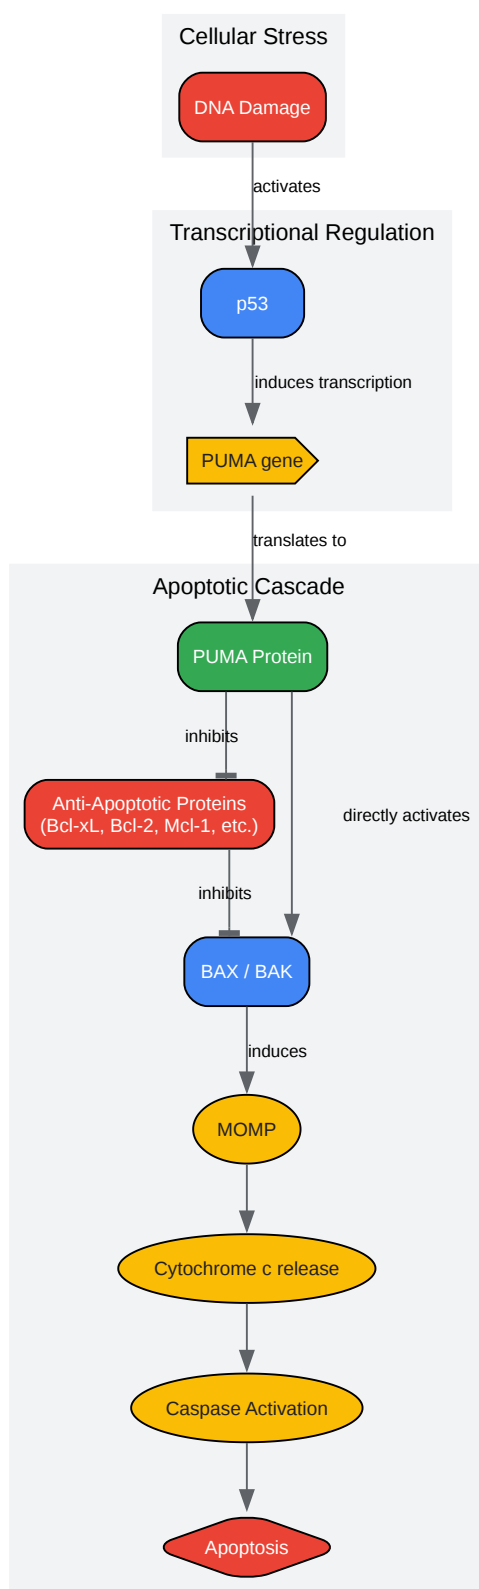 Cellular Stress
DNA Damage
activates
Transcriptional Regulation
p53
induces transcription
PUMA gene
translates to
Apoptotic Cascade
PUMA Protein
inhibits
Anti-Apoptotic Proteins
(Bcl-xL, Bcl-2, Mcl-1, etc.)
directly activates
inhibits
BAX / BAK
induces
MOMP
Cytochrome c release
Caspase Activation
Apoptosis